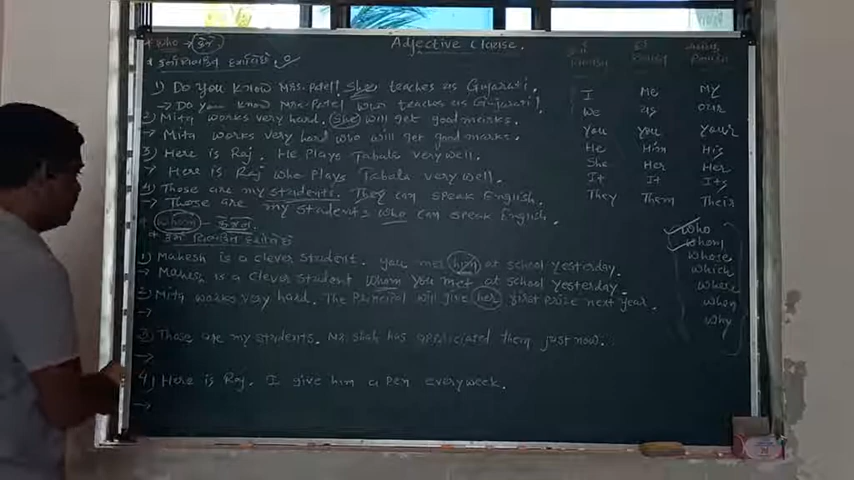 Adjective Clause.
* who →
1) Do you know Mrs. Patel? She teaches us Gujarati.
→ Do you know Mrs. Patel who teaches us Gujarati?
2) Mita works very hard. She will get good marks.
→ Mita works very hard who will get good marks.
3) Here is Raj. He plays Tabala very well.
→ Here is Raj who plays Tabala very well.
4) Those are my students. They can speak English.
→ Those are my students who can speak English.
* whom -
1) Mahesh is a clever student. you met him at school yesterday.
→ Mahesh is a clever student whom you met at school yesterday.
2) Mita works very hard. The Principal will give her first prize next year.
→
3) Those are my students. Mr. Shah has appreciated them just now.
→
4) Here is Raj. I give him a pen every week.
→
I Me My
We us our
You You Your
He Him His
She Her Her
It It Its
They Them Their
who
whom
whose
which
where
when
why